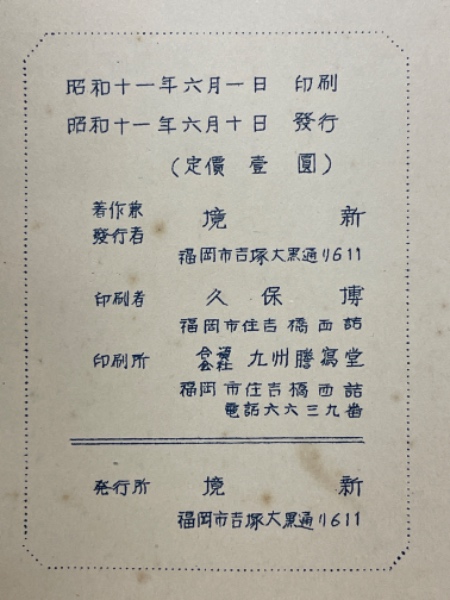 昭和十一年六月一日 印刷
昭和十一年六月十日 發行
(定價 壹 圓)
著作兼
發行者 境 新
福岡市吉塚大黒通り611
印刷者 久保 博
福岡市住吉橋西詰
印刷所 合資会社 九州謄寫堂
福岡市住吉橋西詰
電話六六三九番
発行所 境 新
福岡市吉塚大黒通り611